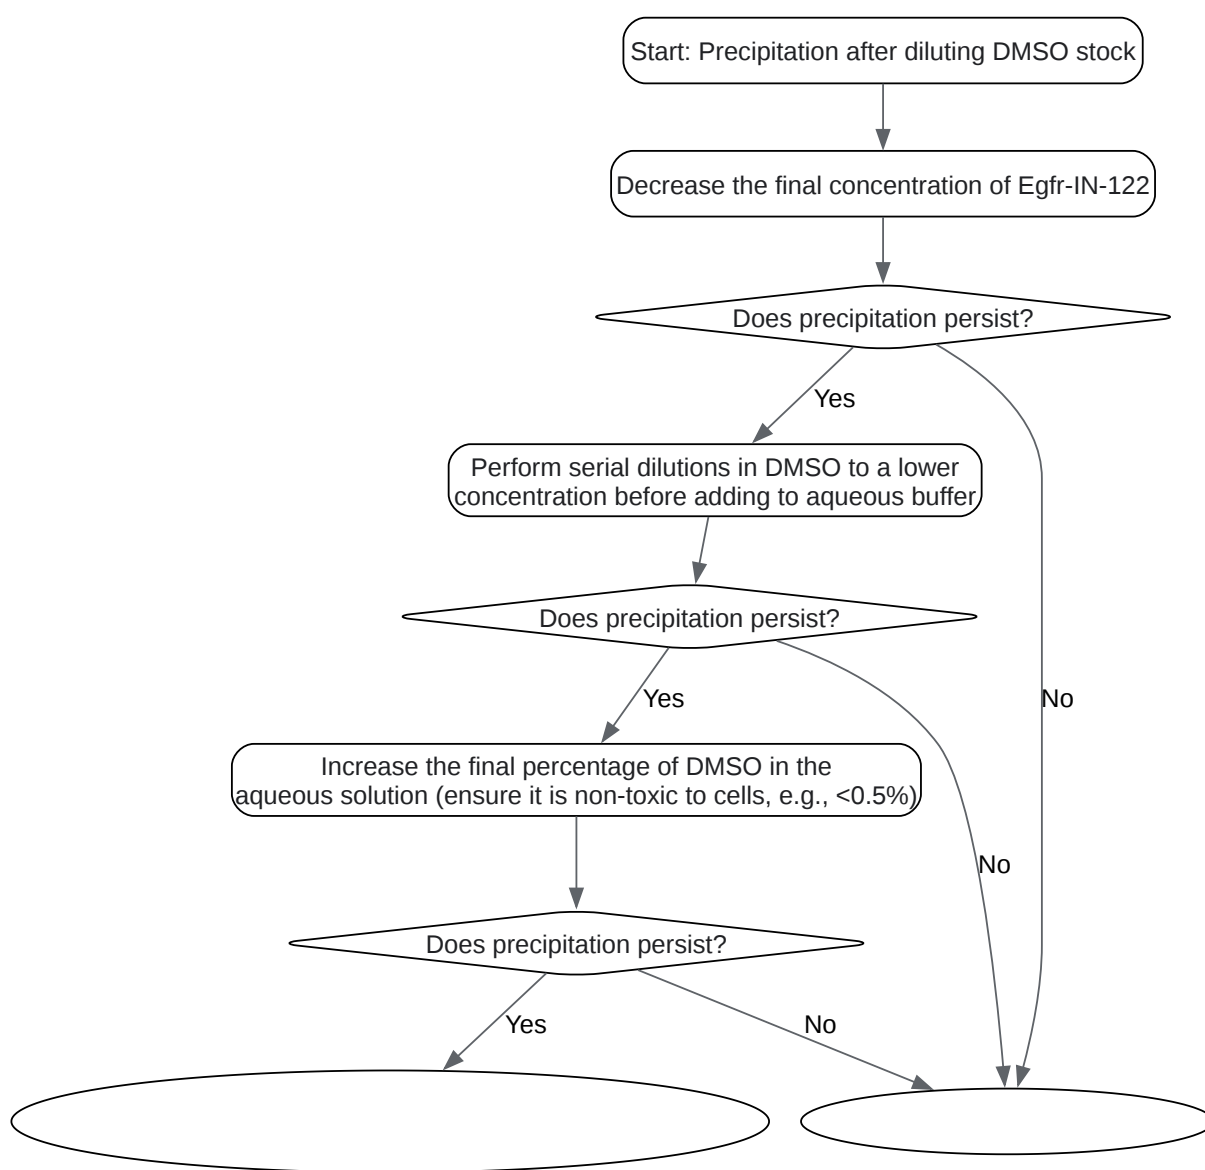 Start: Precipitation after diluting DMSO stock
Decrease the final concentration of Egfr-IN-122
Does precipitation persist?
Yes
Perform serial dilutions in DMSO to a lower
concentration before adding to aqueous buffer
Does precipitation persist?
Yes
No
Increase the final percentage of DMSO in the
aqueous solution (ensure it is non-toxic to cells, e.g., <0.5%)
No
Does precipitation persist?
Yes
No